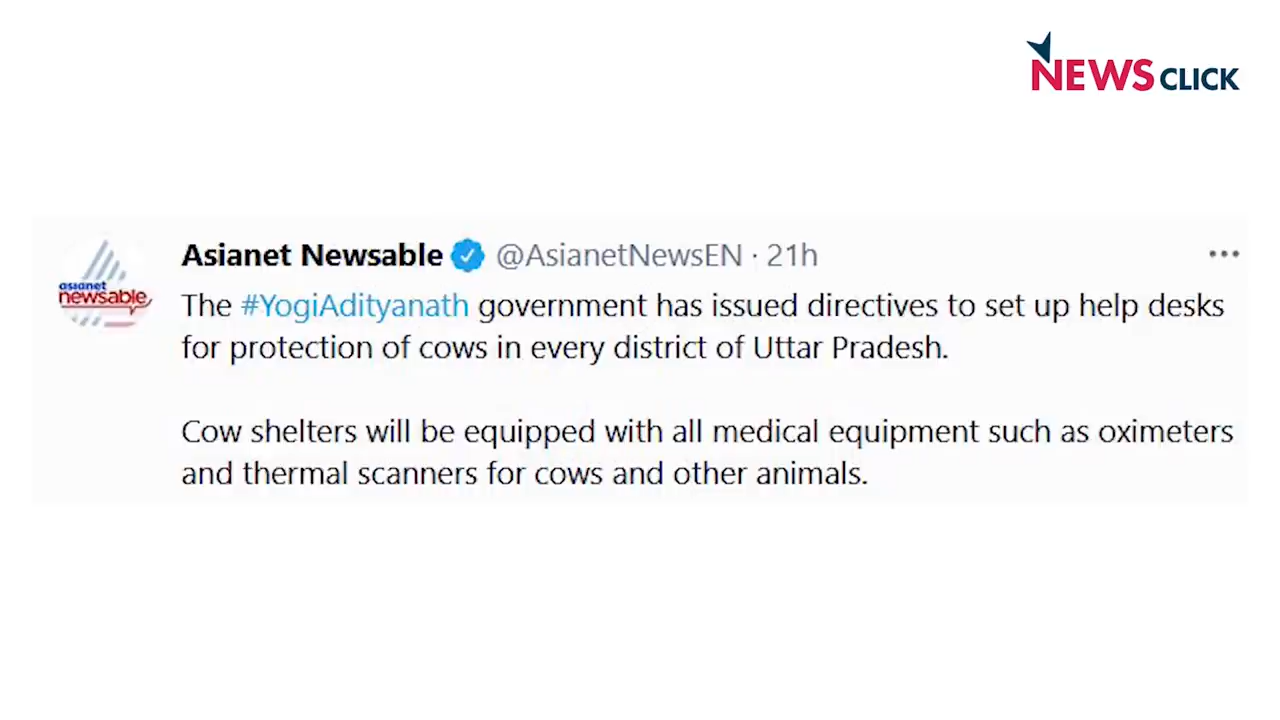 NEWS CLICK
Asianet Newsable @AsianetNewsEN · 21h
asianet
newsable
The #YogiAdityanath government has issued directives to set up help desks
for protection of cows in every district of Uttar Pradesh.
Cow shelters will be equipped with all medical equipment such as oximeters
and thermal scanners for cows and other animals.